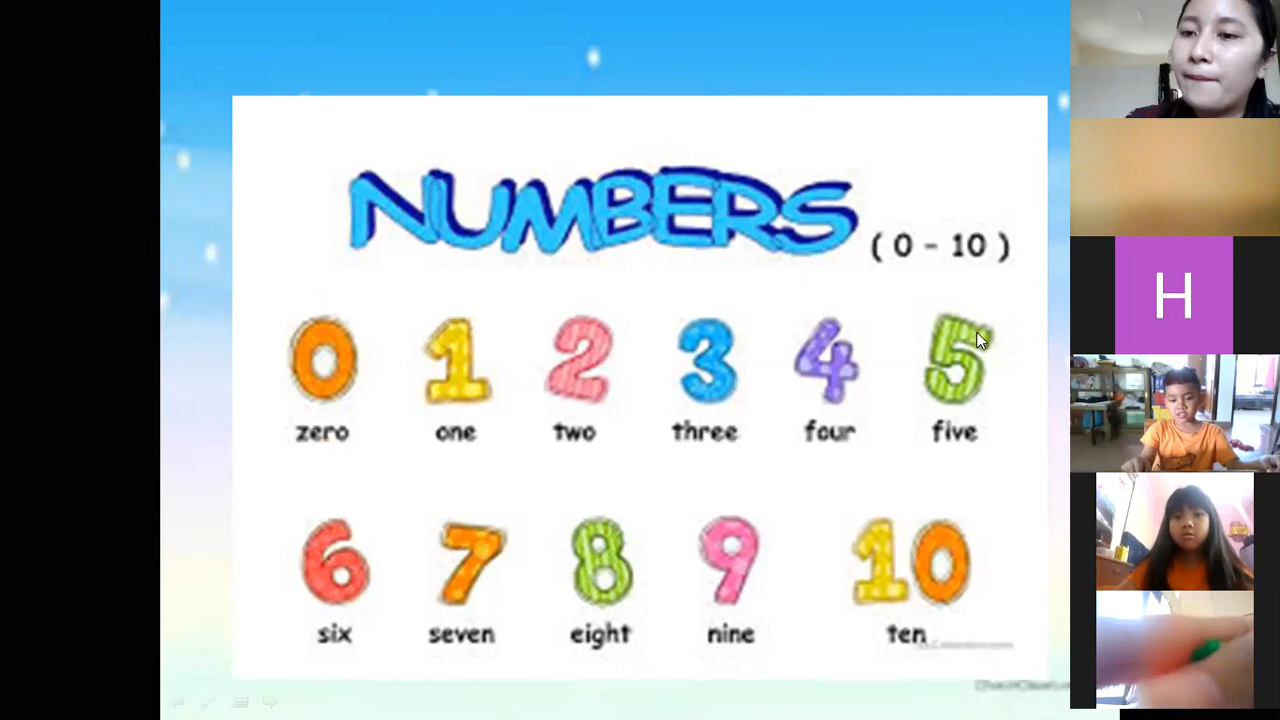 NUMBERS
( 0 - 10 )
0 1 2 3 4 5
zero one two three four five
6 7 8 9 10
six seven eight nine ten
H